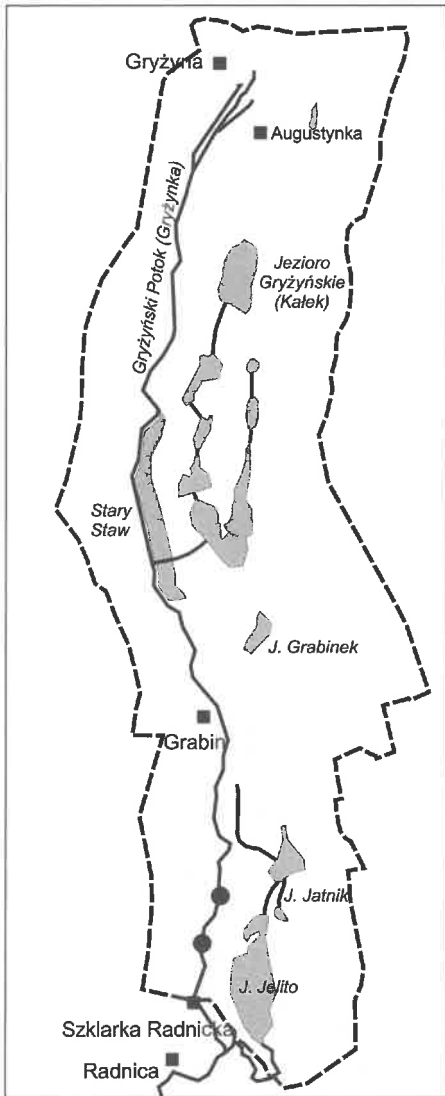 Gryżyna
Augustynka
Gryżyński Potok (Gryżynka)
Jezioro
Gryżyńskie
(Kałek)
Stary
Staw
J. Grabinek
Grabin
J. Jatnik
J. Jelito
Szklarka Radnicka
Radnica